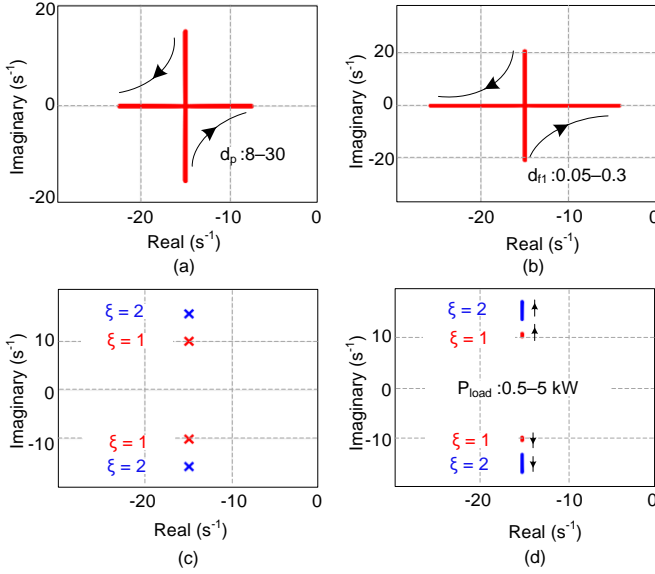 20
Imaginary (s⁻¹)
0
20
d_p :8–30
-20
-10
0
Real (s⁻¹)
(a)
Imaginary (s⁻¹)
20
0
-20
d_f1 :0.05–0.3
-20
-10
0
Real (s⁻¹)
(b)
Imaginary (s⁻¹)
10
0
-10
ξ = 2
ξ = 1
ξ = 1
ξ = 2
-20
-10
0
Real (s⁻¹)
(c)
Imaginary (s⁻¹)
10
0
-10
ξ = 2
ξ = 1
P_load :0.5–5 kW
ξ = 1
ξ = 2
-20
-10
0
Real (s⁻¹)
(d)